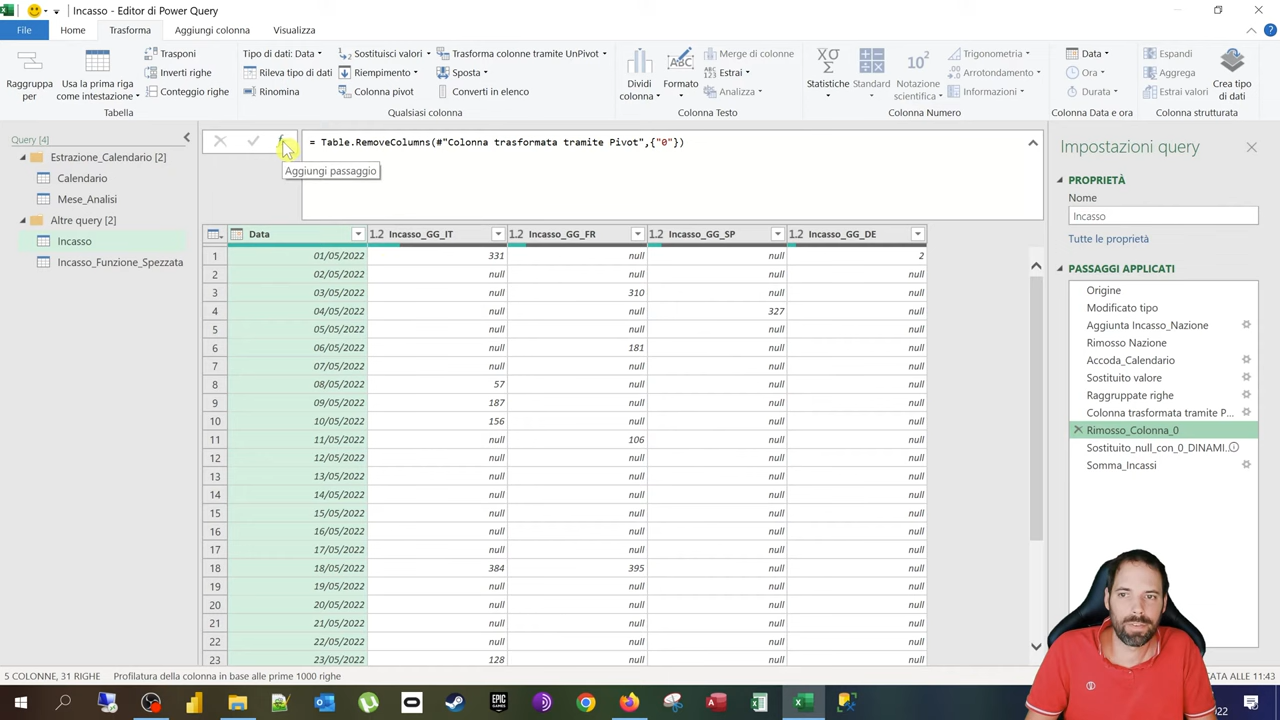 Incasso - Editor di Power Query
File Home Trasforma Aggiungi colonna Visualizza
Raggruppa per
Usa la prima riga come intestazione
Trasponi
Inverti righe
Conteggio righe
Tabella
Tipo di dati: Data
Rileva tipo di dati
Rinomina
Sostituisci valori
Riempimento
Colonna pivot
Trasforma colonne tramite UnPivot
Sposta
Converti in elenco
Qualsiasi colonna
Dividi colonna
Formato
Merge di colonne
Estrai
Analizza
Colonna Testo
Statistiche
Standard
Notazione scientifica
Trigonometria
Arrotondamento
Informazioni
Colonna Numero
Data
Ora
Durata
Colonna Data e ora
Espandi
Aggrega
Estrai valori
Crea tipo di dati
Colonna strutturata
Query [4]
Estrazione_Calendario [2]
Calendario
Mese_Analisi
Altre query [2]
Incasso
Incasso_Funzione_Spezzata
= Table.RemoveColumns(#"Colonna trasformata tramite Pivot",{"0"})
Aggiungi passaggio
Data 1.2 Incasso_GG_IT 1.2 Incasso_GG_FR 1.2 Incasso_GG_SP 1.2 Incasso_GG_DE
1 01/05/2022 331 null null 2
2 02/05/2022 null null null null
3 03/05/2022 null 310 null null
4 04/05/2022 null null 327 null
5 05/05/2022 null null null null
6 06/05/2022 null 181 null null
7 07/05/2022 null null null null
8 08/05/2022 57 null null null
9 09/05/2022 187 null null null
10 10/05/2022 156 null null null
11 11/05/2022 null 106 null null
12 12/05/2022 null null null null
13 13/05/2022 null null null null
14 14/05/2022 null null null null
15 15/05/2022 null null null null
16 16/05/2022 null null null null
17 17/05/2022 null null null null
18 18/05/2022 384 395 null null
19 19/05/2022 null null null null
20 20/05/2022 null null null null
21 21/05/2022 null null null null
22 22/05/2022 null null null null
23 23/05/2022 128 null null null
Impostazioni query
PROPRIETÀ
Nome
Incasso
Tutte le proprietà
PASSAGGI APPLICATI
Origine
Modificato tipo
Aggiunta Incasso_Nazione
Rimosso Nazione
Accoda_Calendario
Sostituito valore
Raggruppate righe
Colonna trasformata tramite P...
Rimosso_Colonna_0
Sostituito_null_con_0_DINAMI...
Somma_Incassi
5 COLONNE, 31 RIGHE Profilatura della colonna in base alle prime 1000 righe
ATA ALLE 11:43
EPIC GAMES
2022